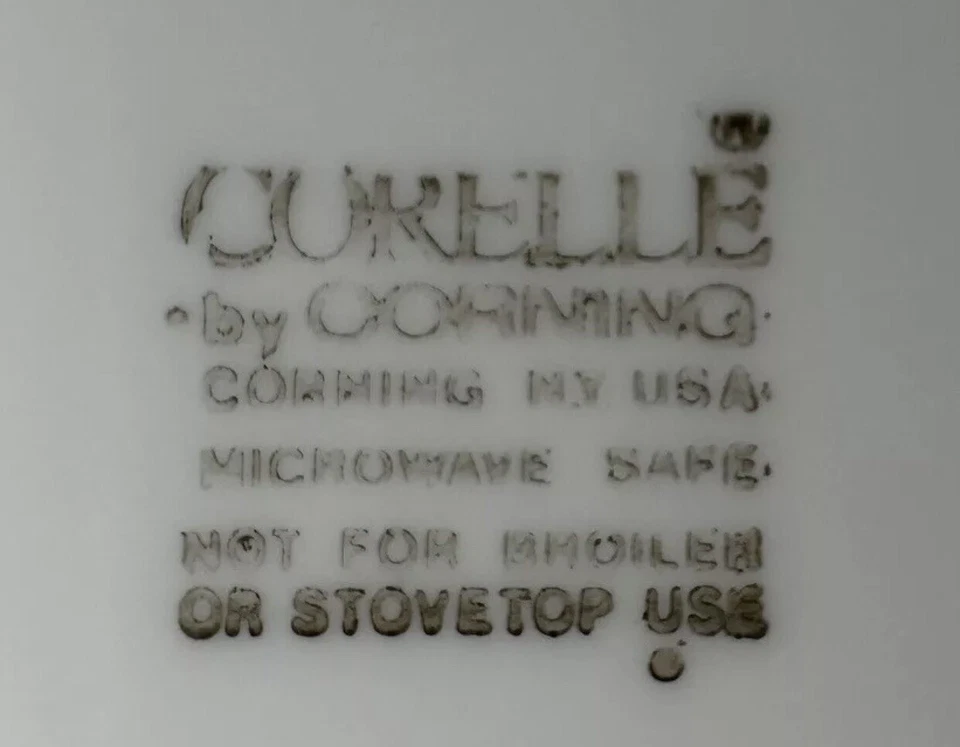 CORELLE
by CORNING
CORNING NY USA
MICROWAVE SAFE
NOT FOR BROILER
OR STOVETOP USE